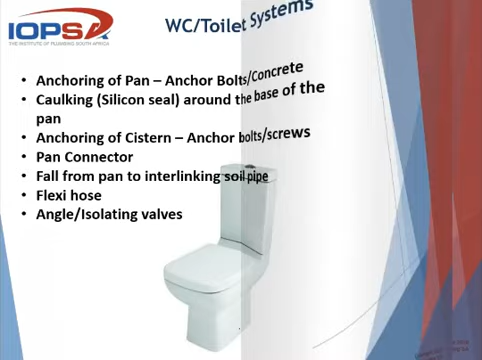 IOPSA
THE INSTITUTE OF PLUMBING SOUTH AFRICA
WC/Toilet Systems
• Anchoring of Pan – Anchor Bolts/Concrete
• Caulking (Silicon seal) around the base of the
pan
• Anchoring of Cistern – Anchor bolts/screws
• Pan Connector
• Fall from pan to interlinking soil pipe
• Flexi hose
• Angle/Isolating valves